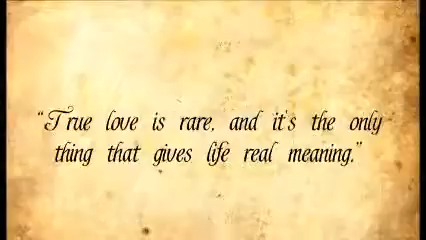 “True love is rare, and it's the only
thing that gives life real meaning.”